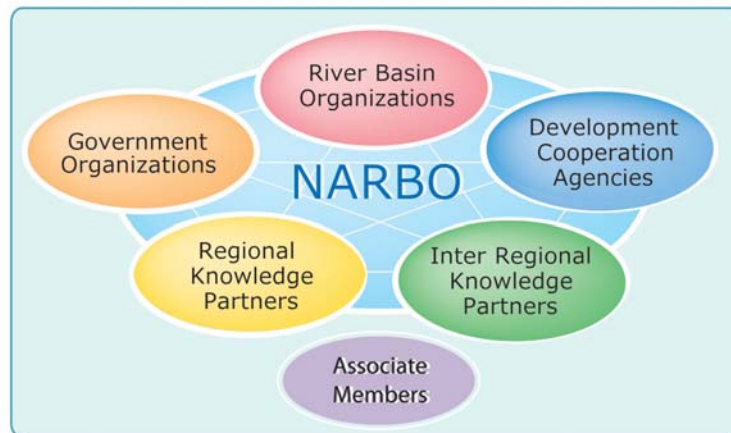 River Basin
Organizations
Government
Organizations
Development
Cooperation
Agencies
NARBO
Regional
Knowledge
Partners
Inter Regional
Knowledge
Partners
Associate
Members